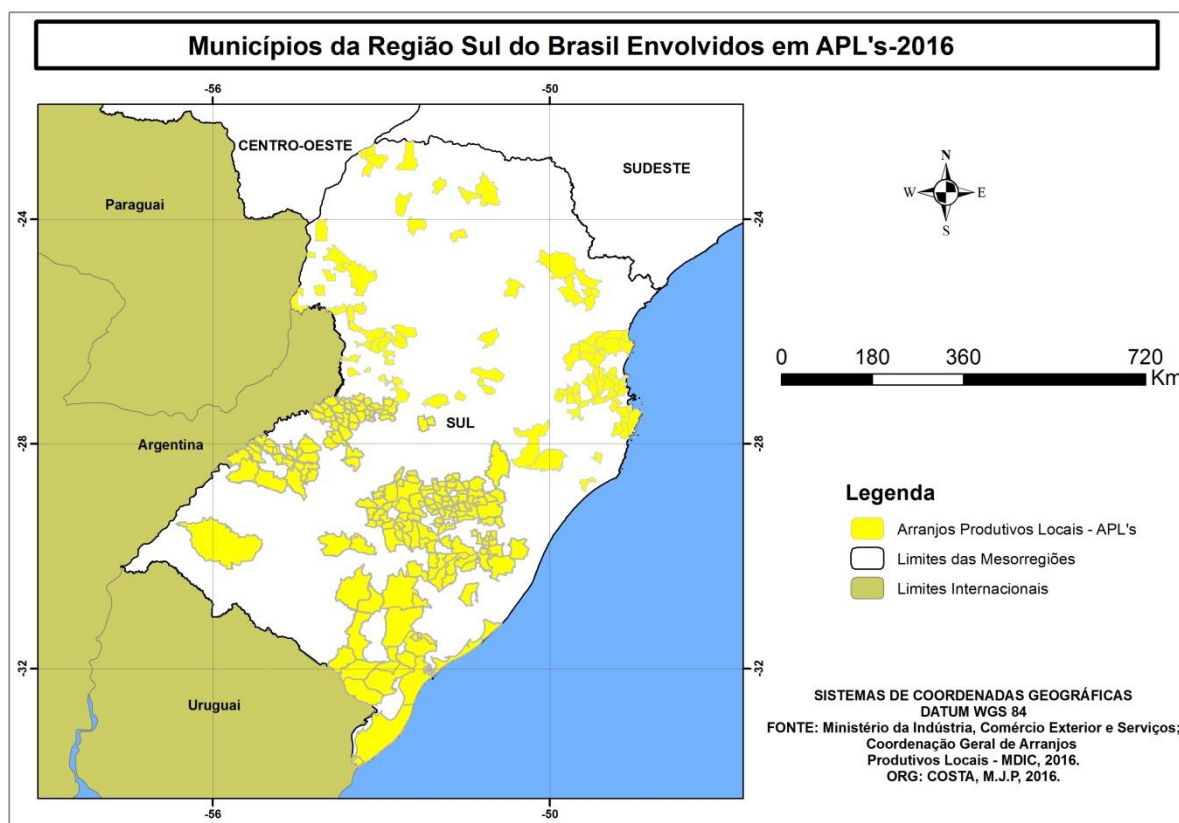 Municípios da Região Sul do Brasil Envolvidos em APL's-2016
-56
-50
CENTRO-OESTE
SUDESTE
Paraguai
-24
-24
N
W
E
S
0
180
360
720
Km
SUL
-28
-28
Argentina
Legenda
Arranjos Produtivos Locais - APL's
Limites das Mesorregiões
Limites Internacionais
-32
-32
Uruguai
SISTEMAS DE COORDENADAS GEOGRÁFICAS
DATUM WGS 84
FONTE: Ministério da Indústria, Comércio Exterior e Serviços;
Coordenação Geral de Arranjos
Produtivos Locais - MDIC, 2016.
ORG: COSTA, M.J.P, 2016.
-56
-50